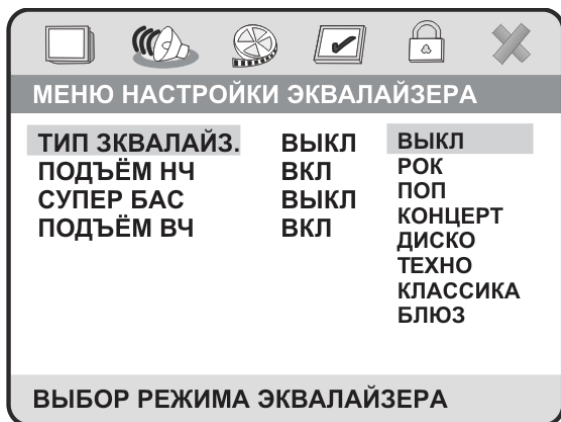 МЕНЮ НАСТРОЙКИ ЭКВАЛАЙЗЕРА
ТИП ЗКВАЛАЙЗ. ВЫКЛ
ПОДЪЁМ НЧ ВКЛ
СУПЕР БАС ВЫКЛ
ПОДЪЁМ ВЧ ВКЛ
ВЫКЛ
РОК
ПОП
КОНЦЕРТ
ДИСКО
ТЕХНО
КЛАССИКА
БЛЮЗ
ВЫБОР РЕЖИМА ЭКВАЛАЙЗЕРА